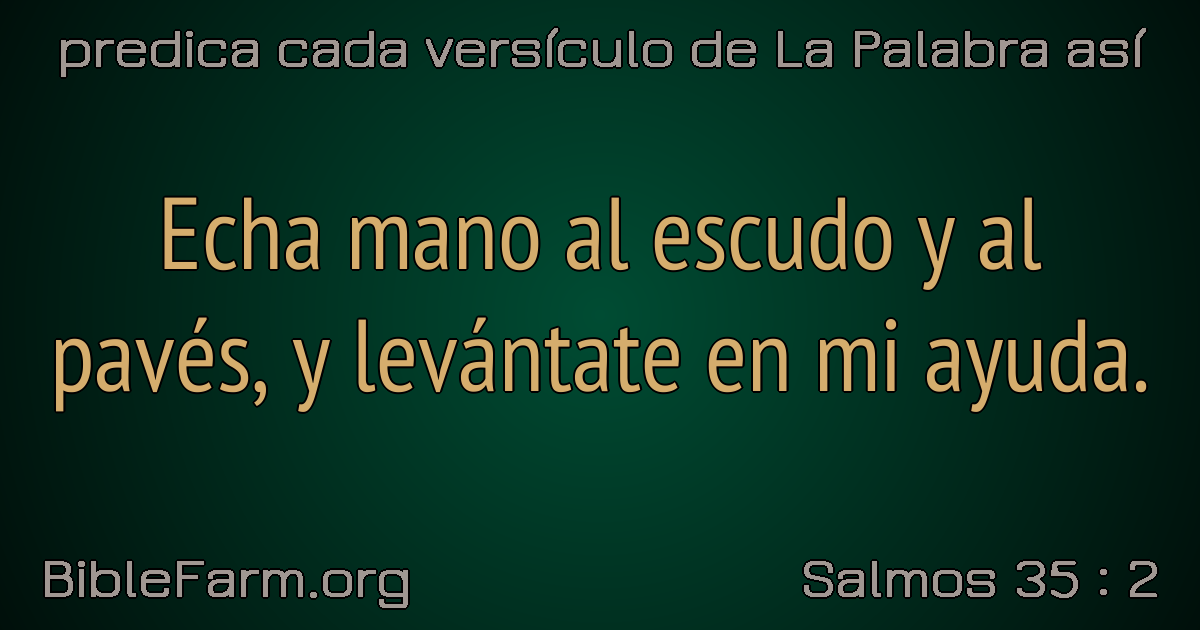 predica cada versículo de La Palabra así
Echa mano al escudo y al
pavés, y levántate en mi ayuda.
BibleFarm.org
Salmos 35 : 2